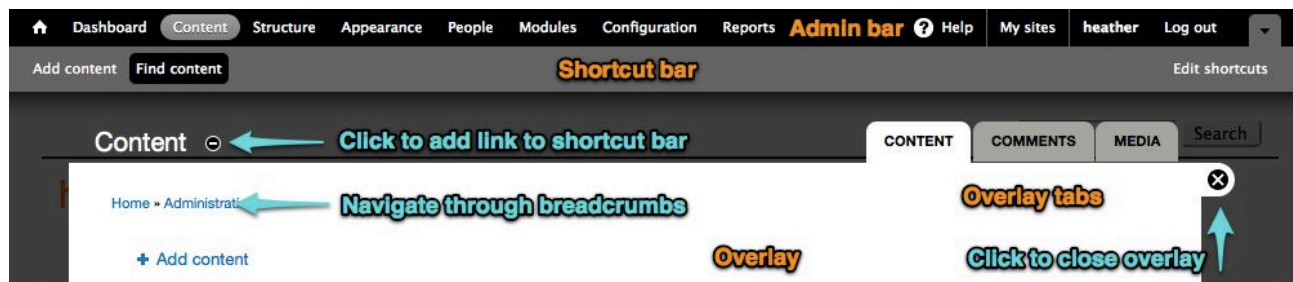 Dashboard Content Structure Appearance People Modules Configuration Reports Admin bar ? Help My sites heather Log out
Add content Find content Shortcut bar Edit shortcuts
Content Click to add link to shortcut bar CONTENT COMMENTS MEDIA Search
Home » Administrati Navigate through breadcrumbs Overlay tabs
+ Add content Overlay Click to close overlay